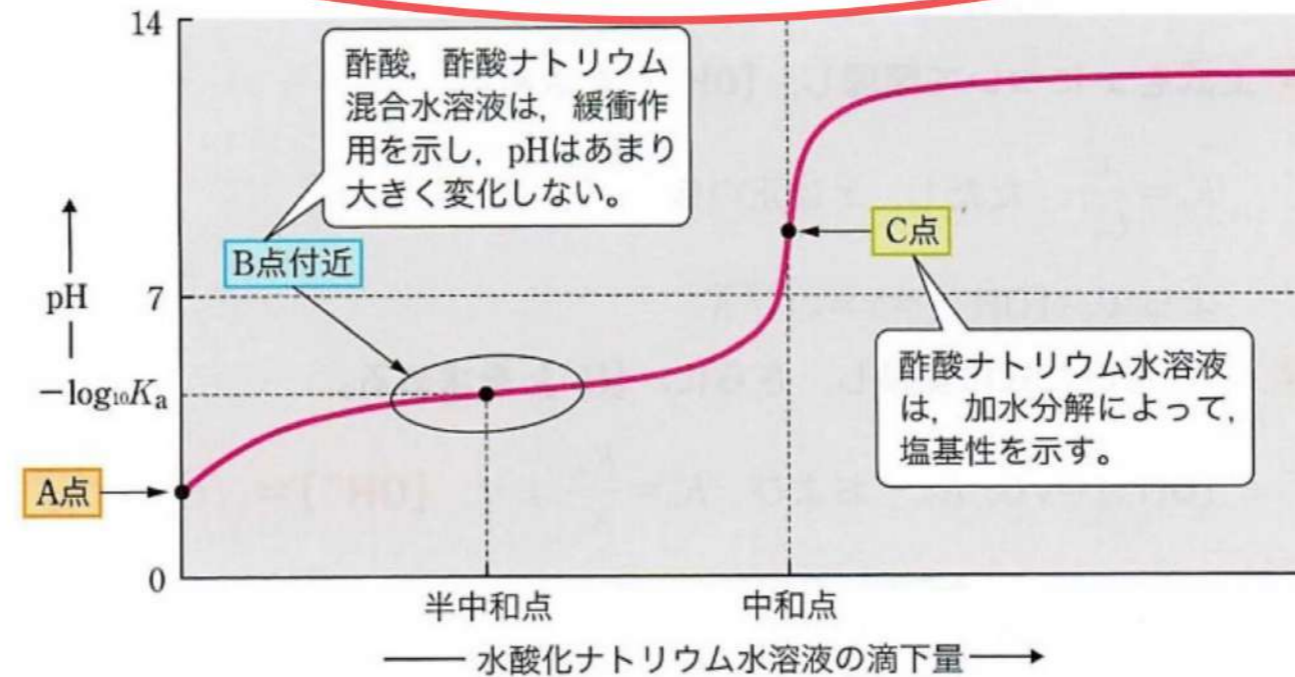 14
酢酸，酢酸ナトリウム
混合水溶液は，緩衝作
用を示し，pHはあまり
大きく変化しない。
B点付近
C点
pH
7
酢酸ナトリウム水溶液
は，加水分解によって，
塩基性を示す。
－log₁₀Kₐ
A点
0
半中和点
中和点
水酸化ナトリウム水溶液の滴下量